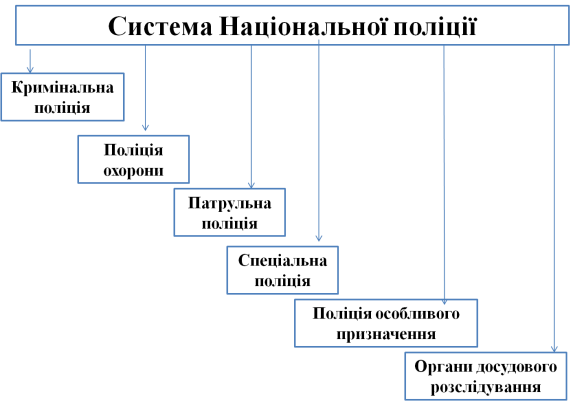 Система Національної поліції
Кримінальна
поліція
Поліція
охорони
Патрульна
поліція
Спеціальна
поліція
Поліція особливого
призначення
Органи досудового
розслідування